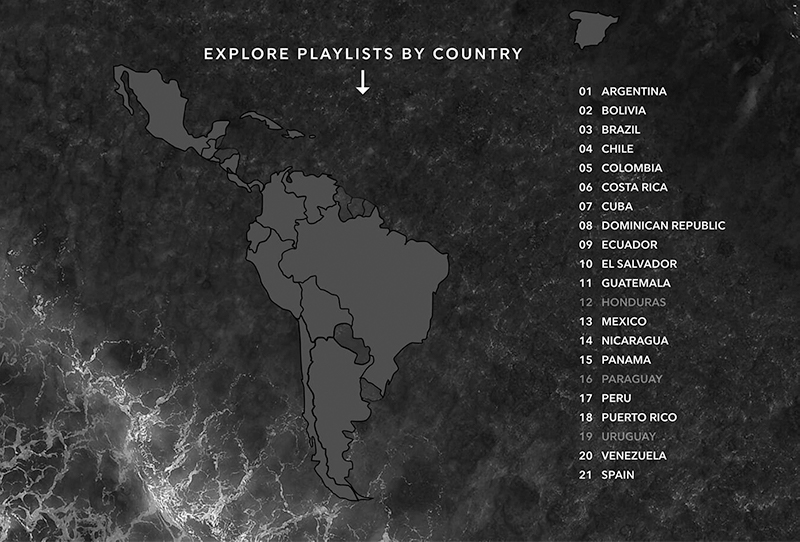 EXPLORE PLAYLISTS BY COUNTRY
01 ARGENTINA
02 BOLIVIA
03 BRAZIL
04 CHILE
05 COLOMBIA
06 COSTA RICA
07 CUBA
08 DOMINICAN REPUBLIC
09 ECUADOR
10 EL SALVADOR
11 GUATEMALA
12 HONDURAS
13 MEXICO
14 NICARAGUA
15 PANAMA
16 PARAGUAY
17 PERU
18 PUERTO RICO
19 URUGUAY
20 VENEZUELA
21 SPAIN